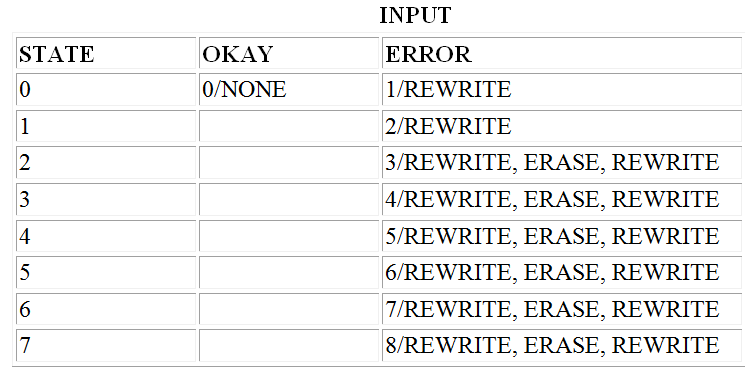 INPUT
STATE OKAY ERROR
0 0/NONE 1/REWRITE
1 2/REWRITE
2 3/REWRITE, ERASE, REWRITE
3 4/REWRITE, ERASE, REWRITE
4 5/REWRITE, ERASE, REWRITE
5 6/REWRITE, ERASE, REWRITE
6 7/REWRITE, ERASE, REWRITE
7 8/REWRITE, ERASE, REWRITE